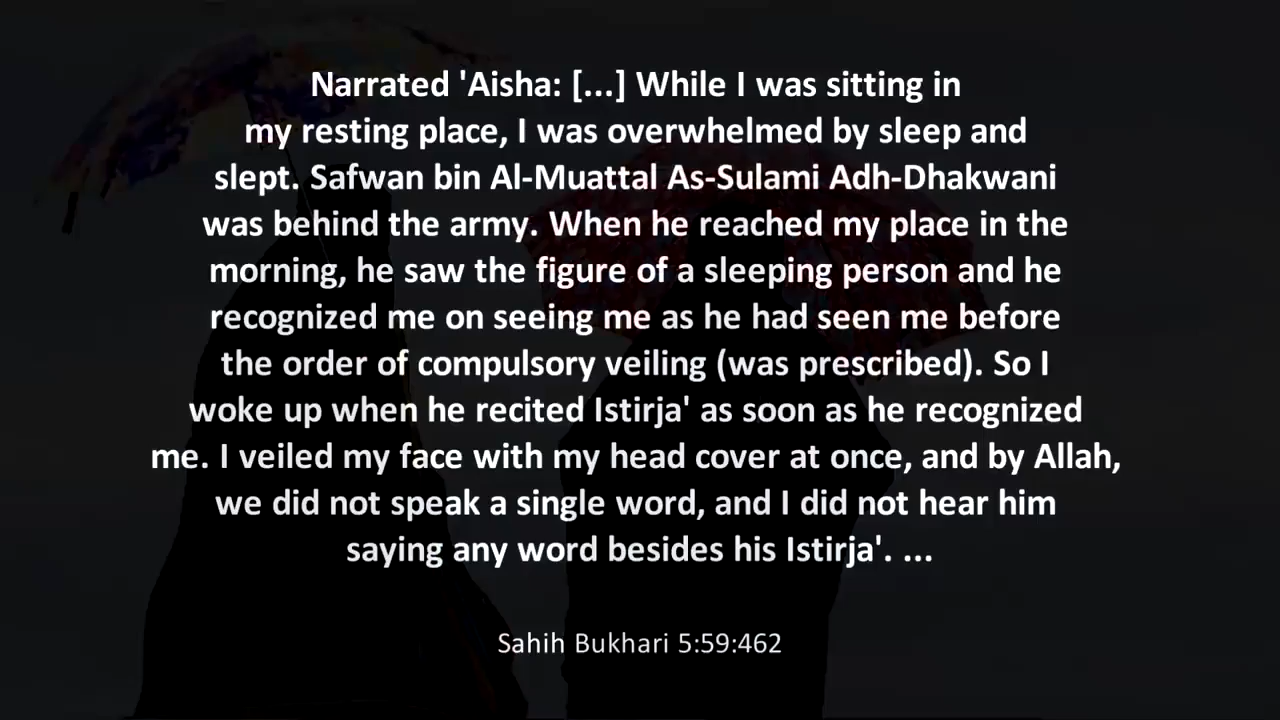 Narrated 'Aisha: [...] While I was sitting in
my resting place, I was overwhelmed by sleep and
slept. Safwan bin Al-Muattal As-Sulami Adh-Dhakwani
was behind the army. When he reached my place in the
morning, he saw the figure of a sleeping person and he
recognized me on seeing me as he had seen me before
the order of compulsory veiling (was prescribed). So I
woke up when he recited Istirja' as soon as he recognized
me. I veiled my face with my head cover at once, and by Allah,
we did not speak a single word, and I did not hear him
saying any word besides his Istirja'. ...
Sahih Bukhari 5:59:462